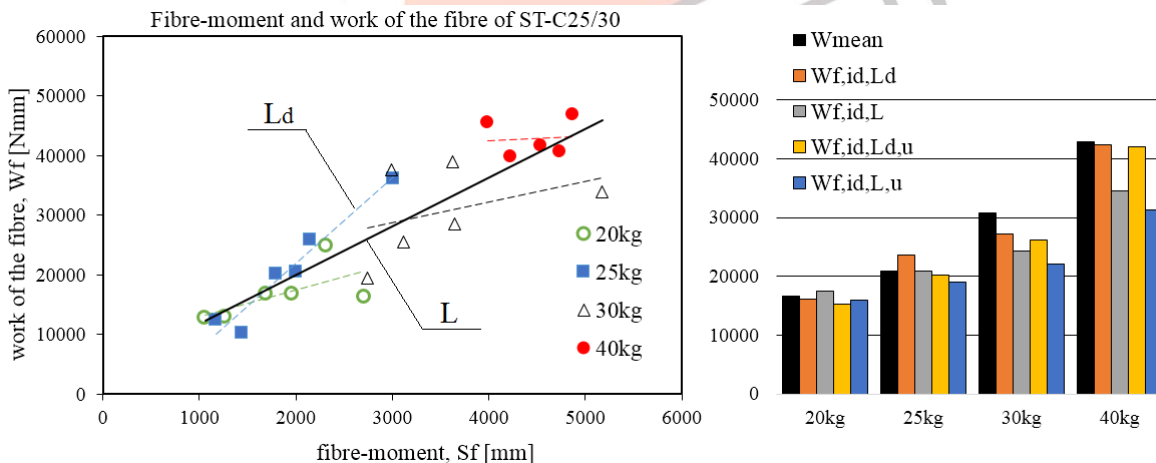 Fibre-moment and work of the fibre of ST-C25/30
work of the fibre, Wf [Nmm]
60000
50000
40000
30000
20000
10000
0
0
1000
2000
3000
4000
5000
6000
fibre-moment, Sf [mm]
Ld
L
20kg
25kg
30kg
40kg
Wmean
Wf,id,Ld
Wf,id,L
Wf,id,Ld,u
Wf,id,L,u
50000
40000
30000
20000
10000
0
20kg
25kg
30kg
40kg